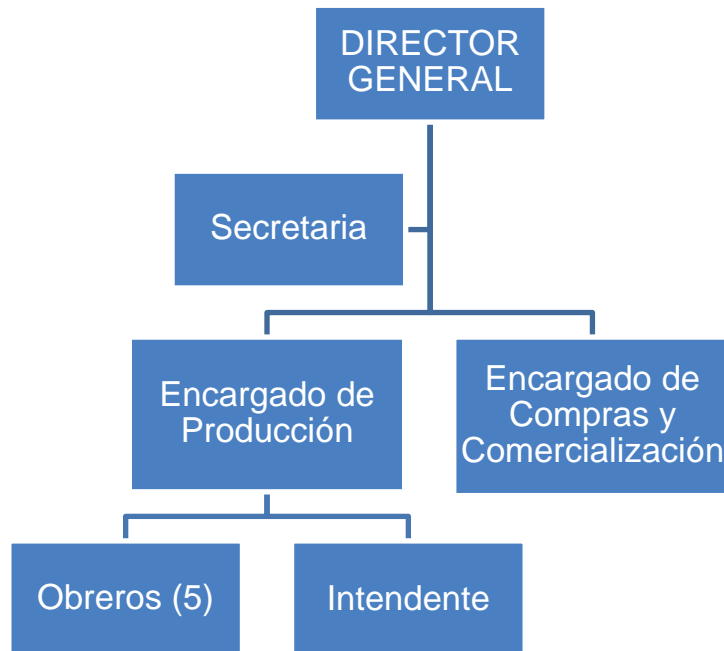 DIRECTOR
GENERAL
Secretaria
Encargado de
Producción
Encargado de
Compras y
Comercialización
Obreros (5)
Intendente